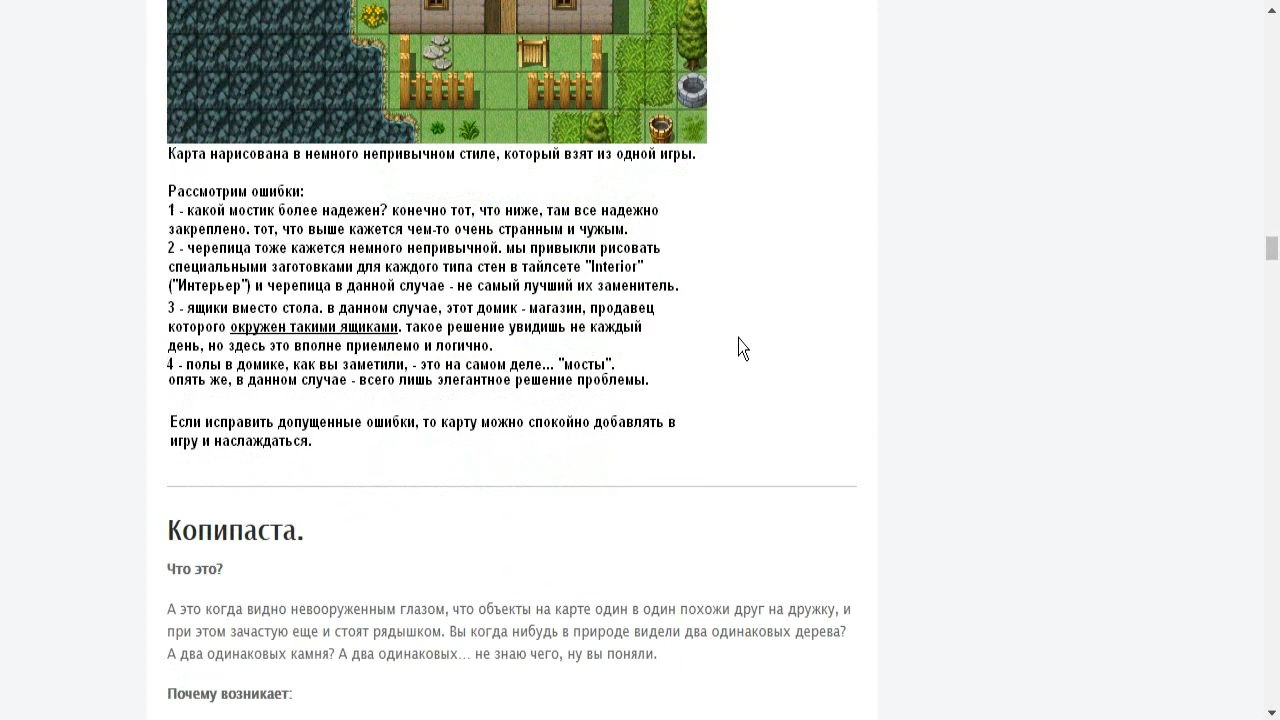 Карта нарисована в немного непривычном стиле, который взят из одной игры.
Рассмотрим ошибки:
1 - какой мостик более надежен? конечно тот, что ниже, там все надежно
закреплено. тот, что выше кажется чем-то очень странным и чужым.
2 - черепица тоже кажется немного непривычной. мы привыкли рисовать
специальными заготовками для каждого типа стен в тайлсете "Interior"
("Интерьер") и черепица в данной случае - не самый лучший их заменитель.
3 - ящики вместо стола. в данном случае, этот домик - магазин, продавец
которого окружен такими ящиками. такое решение увидишь не каждый
день, но здесь это вполне приемлемо и логично.
4 - полы в домике, как вы заметили, - это на самом деле... "мосты".
опять же, в данном случае - всего лишь элегантное решение проблемы.
Если исправить допущенные ошибки, то карту можно спокойно добавлять в
игру и наслаждаться.
Копипаста.
Что это?
А это когда видно невооруженным глазом, что объекты на карте один в один похожи друг на дружку, и
при этом зачастую еще и стоят рядышком. Вы когда нибудь в природе видели два одинаковых дерева?
А два одинаковых камня? А два одинаковых… не знаю чего, ну вы поняли.
Почему возникает: